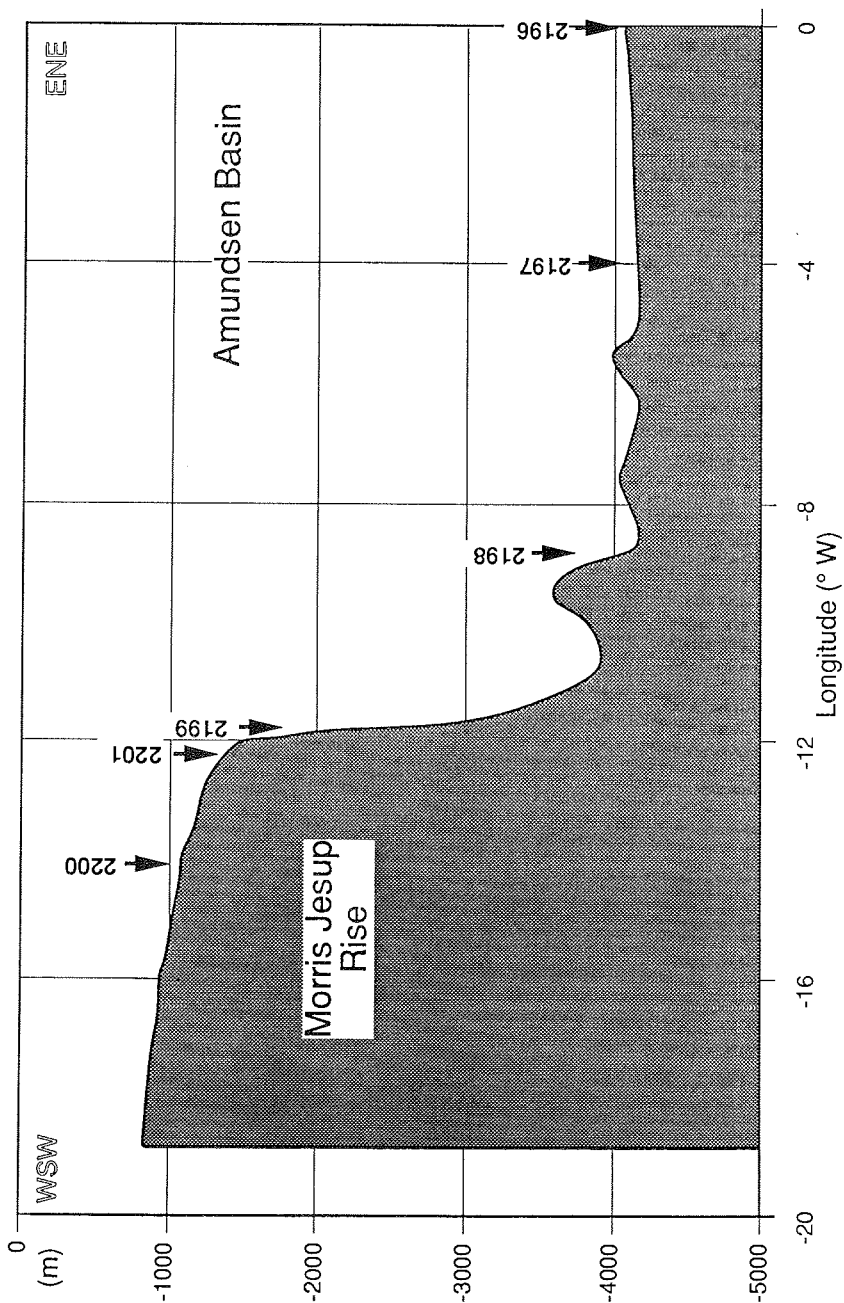 0
(m)
-1000
-2000
-3000
-4000
-5000
WSW
ENE
Amundsen Basin
Morris Jesup
Rise
2200
2201
2199
2198
2197
2196
-20
-16
-12
-8
-4
0
Longitude (° W)